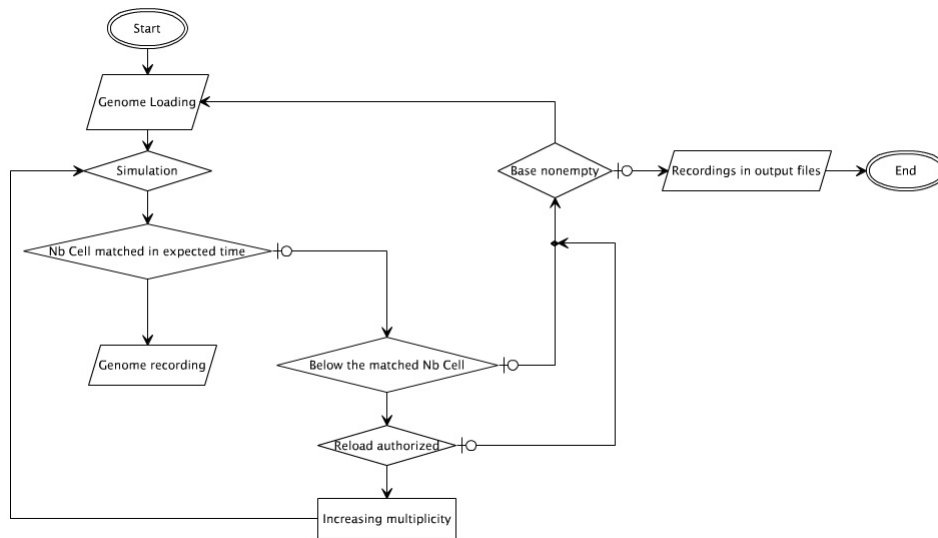 Start
Genome Loading
Simulation
Base nonempty
Recordings in output files
End
Nb Cell matched in expected time
Genome recording
Below the matched Nb Cell
Reload authorized
Increasing multiplicity